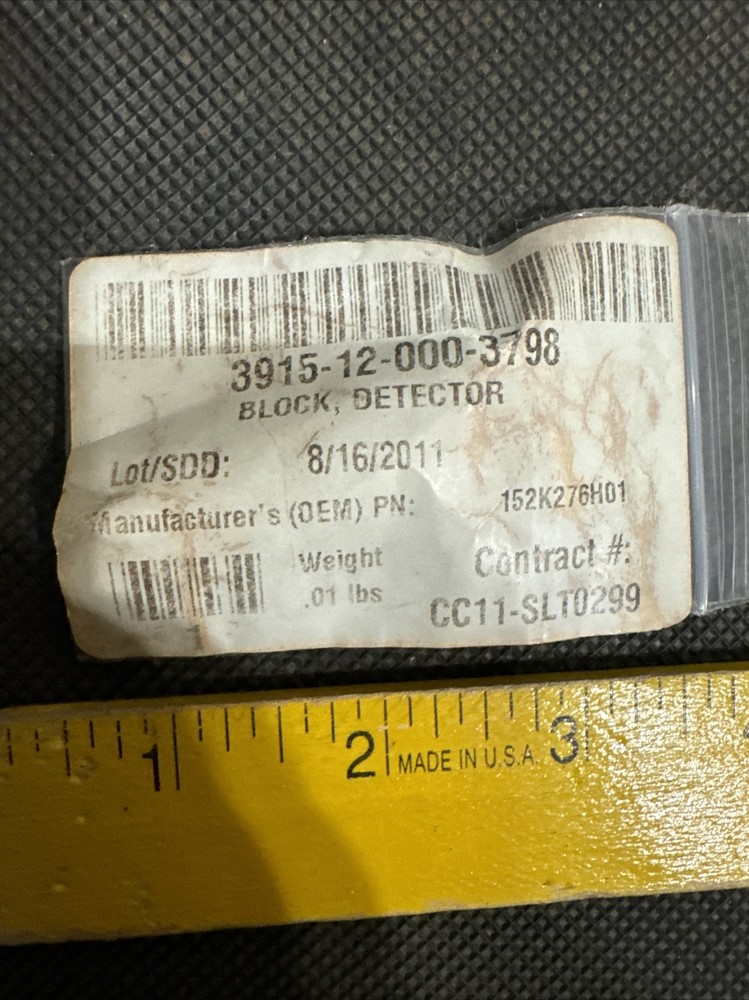 3915-12-000-3798
BLOCK, DETECTOR
Lot/SDD: 8/16/2011
Manufacturer's (OEM) PN: 152K276H01
Weight
.01 lbs
Contract #:
CC11-SLT0299
1 2 MADE IN U.S.A. 3